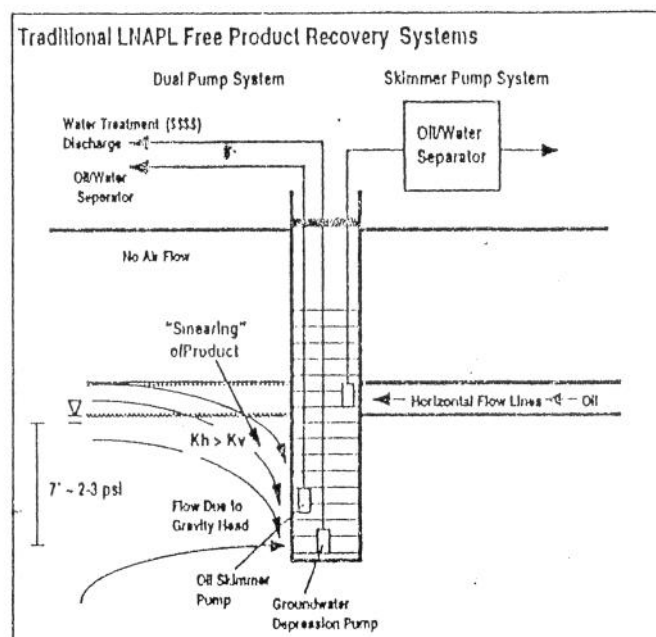 Traditional LNAPL Free Product Recovery Systems
Dual Pump System
Skimmer Pump System
Water Treatment ($$$$)
Discharge
Oil/Water
Separator
Oil/Water
Separator
No Air Flow
"Smearing"
of Product
Horizontal Flow Lines
Oil
Kh > Kv
7' ~ 2-3 psi
Flow Due to
Gravity Head
Oil Skimmer
Pump
Groundwater
Depression Pump